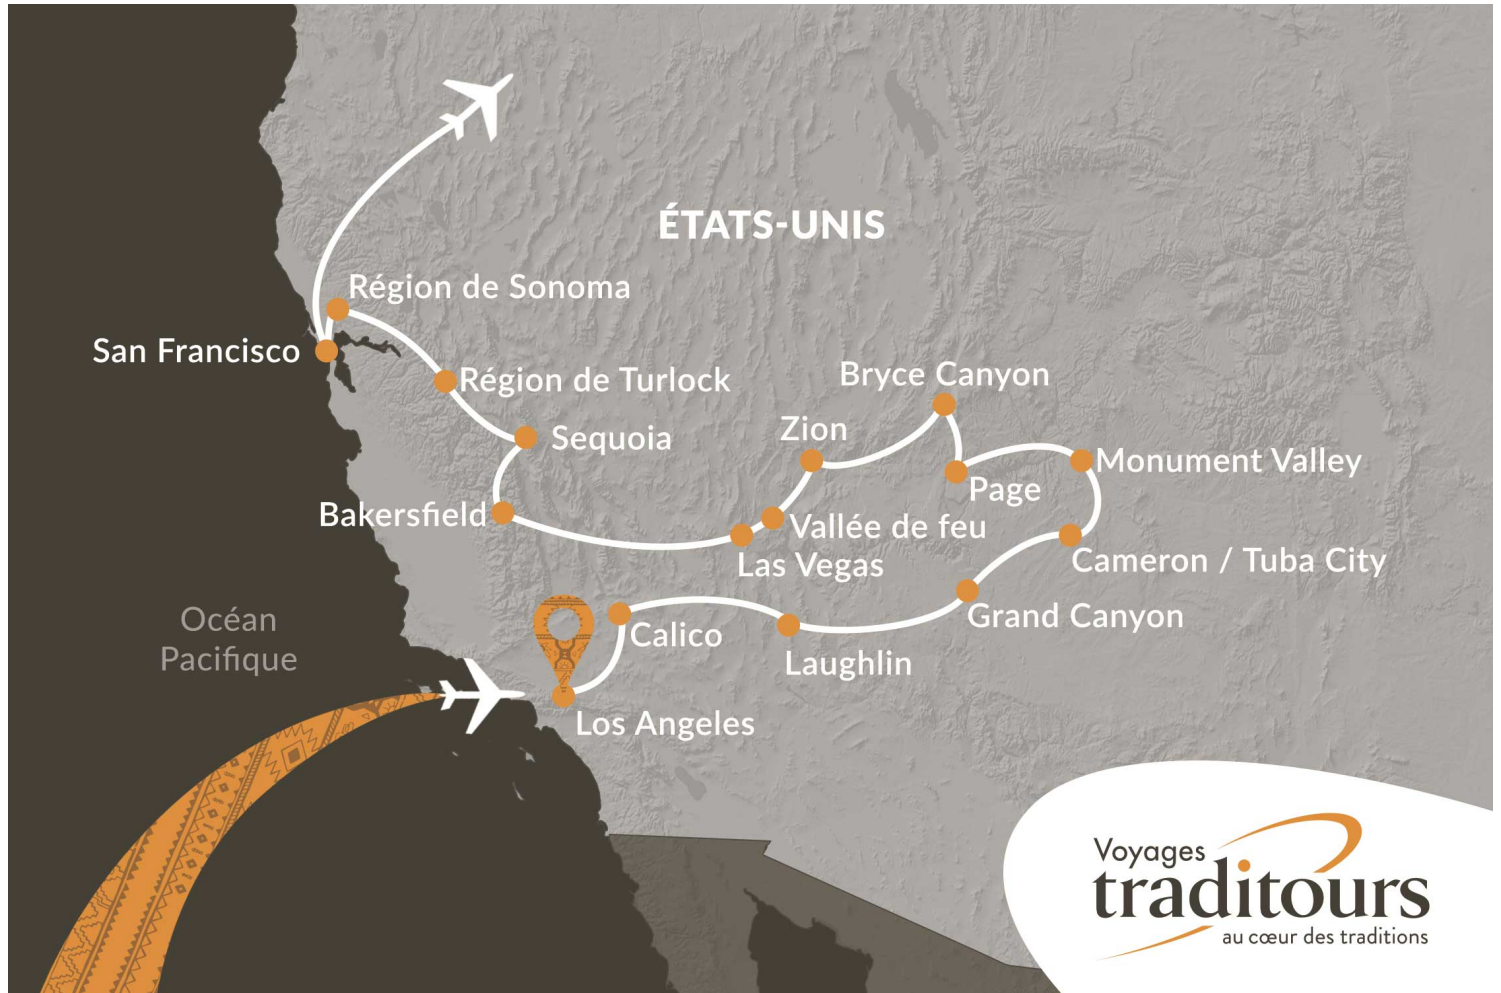 ÉTATS-UNIS
Région de Sonoma
San Francisco
Région de Turlock
Bryce Canyon
Zion
Sequoia
Monument Valley
Page
Bakersfield
Vallée de feu
Las Vegas
Cameron / Tuba City
Grand Canyon
Océan
Pacifique
Calico
Laughlin
Los Angeles
Voyages
traditours
au cœur des traditions